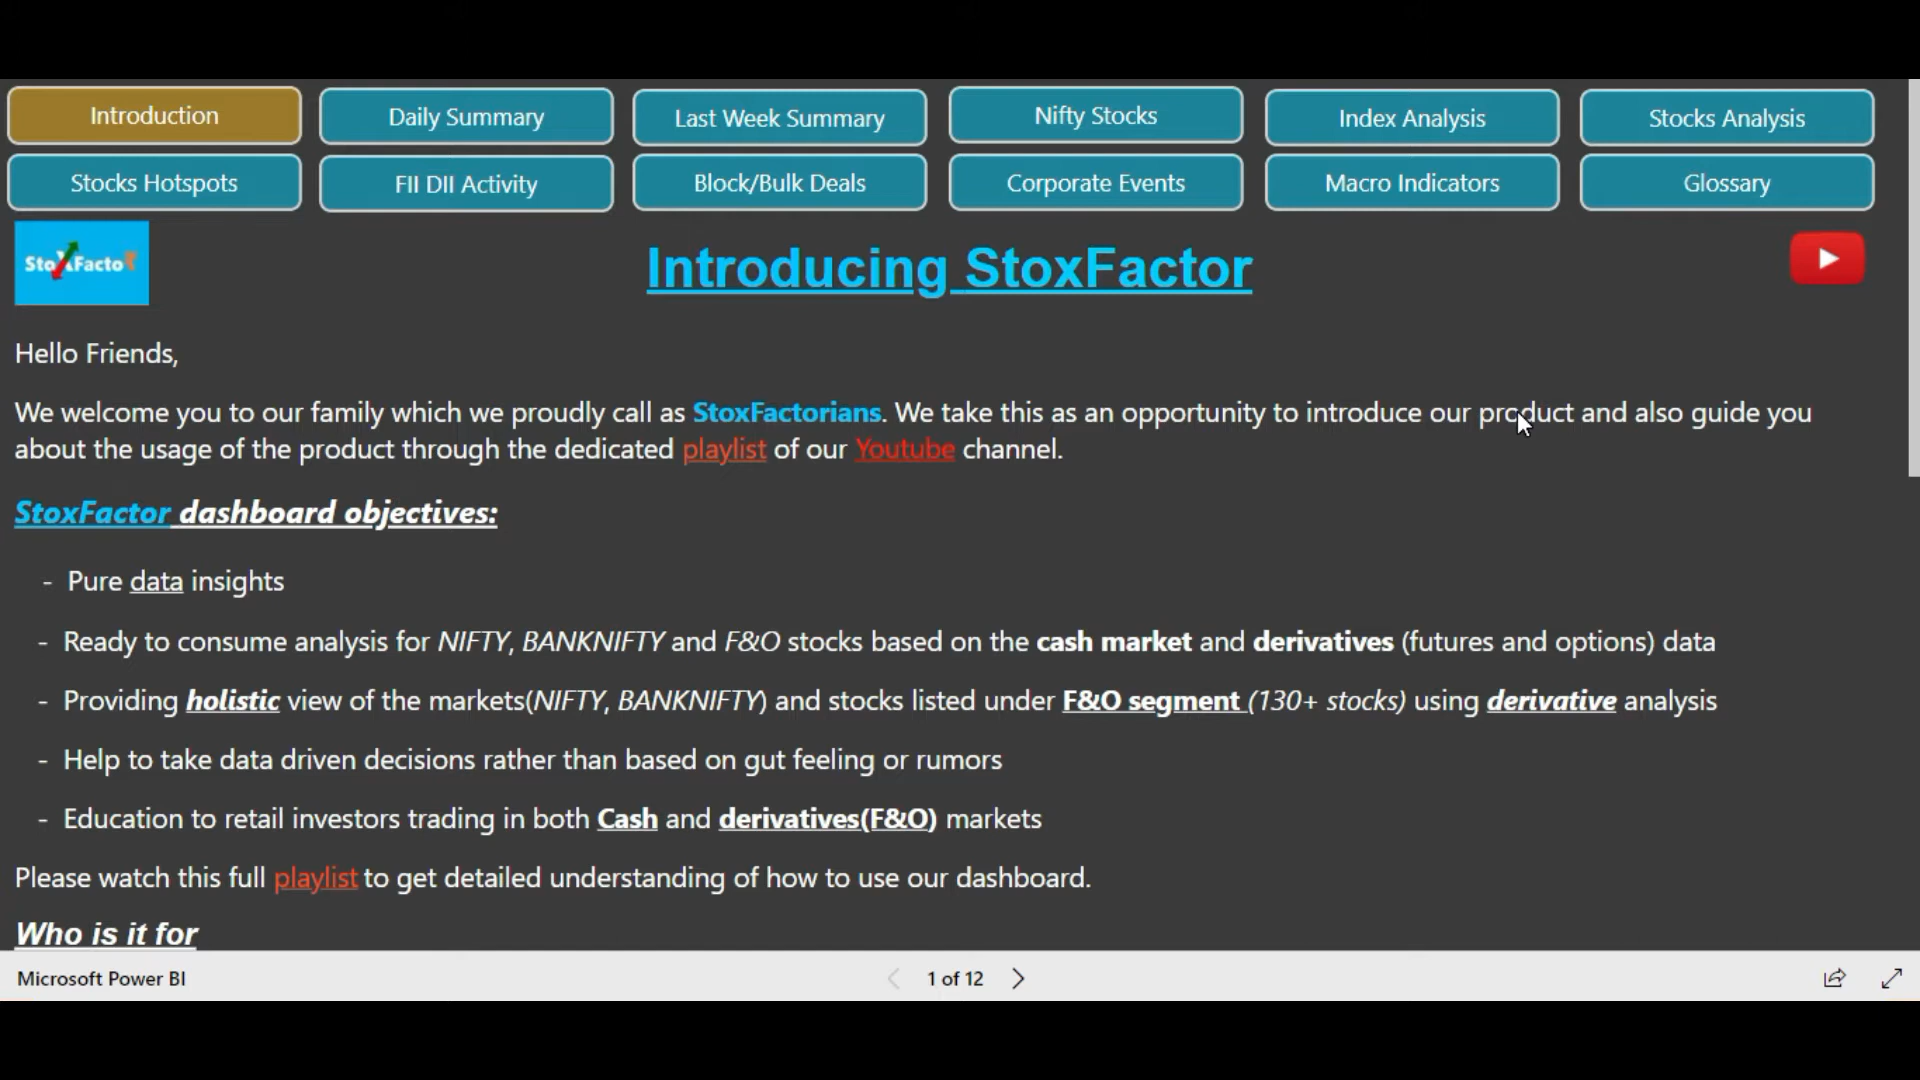 Introduction
Daily Summary
Last Week Summary
Nifty Stocks
Index Analysis
Stocks Analysis
Stocks Hotspots
FII DII Activity
Block/Bulk Deals
Corporate Events
Macro Indicators
Glossary
StoxFactor
Introducing StoxFactor
Hello Friends,
We welcome you to our family which we proudly call as StoxFactorians. We take this as an opportunity to introduce our product and also guide you
about the usage of the product through the dedicated playlist of our Youtube channel.
StoxFactor dashboard objectives:
- Pure data insights
- Ready to consume analysis for NIFTY, BANKNIFTY and F&O stocks based on the cash market and derivatives (futures and options) data
- Providing holistic view of the markets(NIFTY, BANKNIFTY) and stocks listed under F&O segment (130+ stocks) using derivative analysis
- Help to take data driven decisions rather than based on gut feeling or rumors
- Education to retail investors trading in both Cash and derivatives(F&O) markets
Please watch this full playlist to get detailed understanding of how to use our dashboard.
Who is it for
Microsoft Power BI
1 of 12